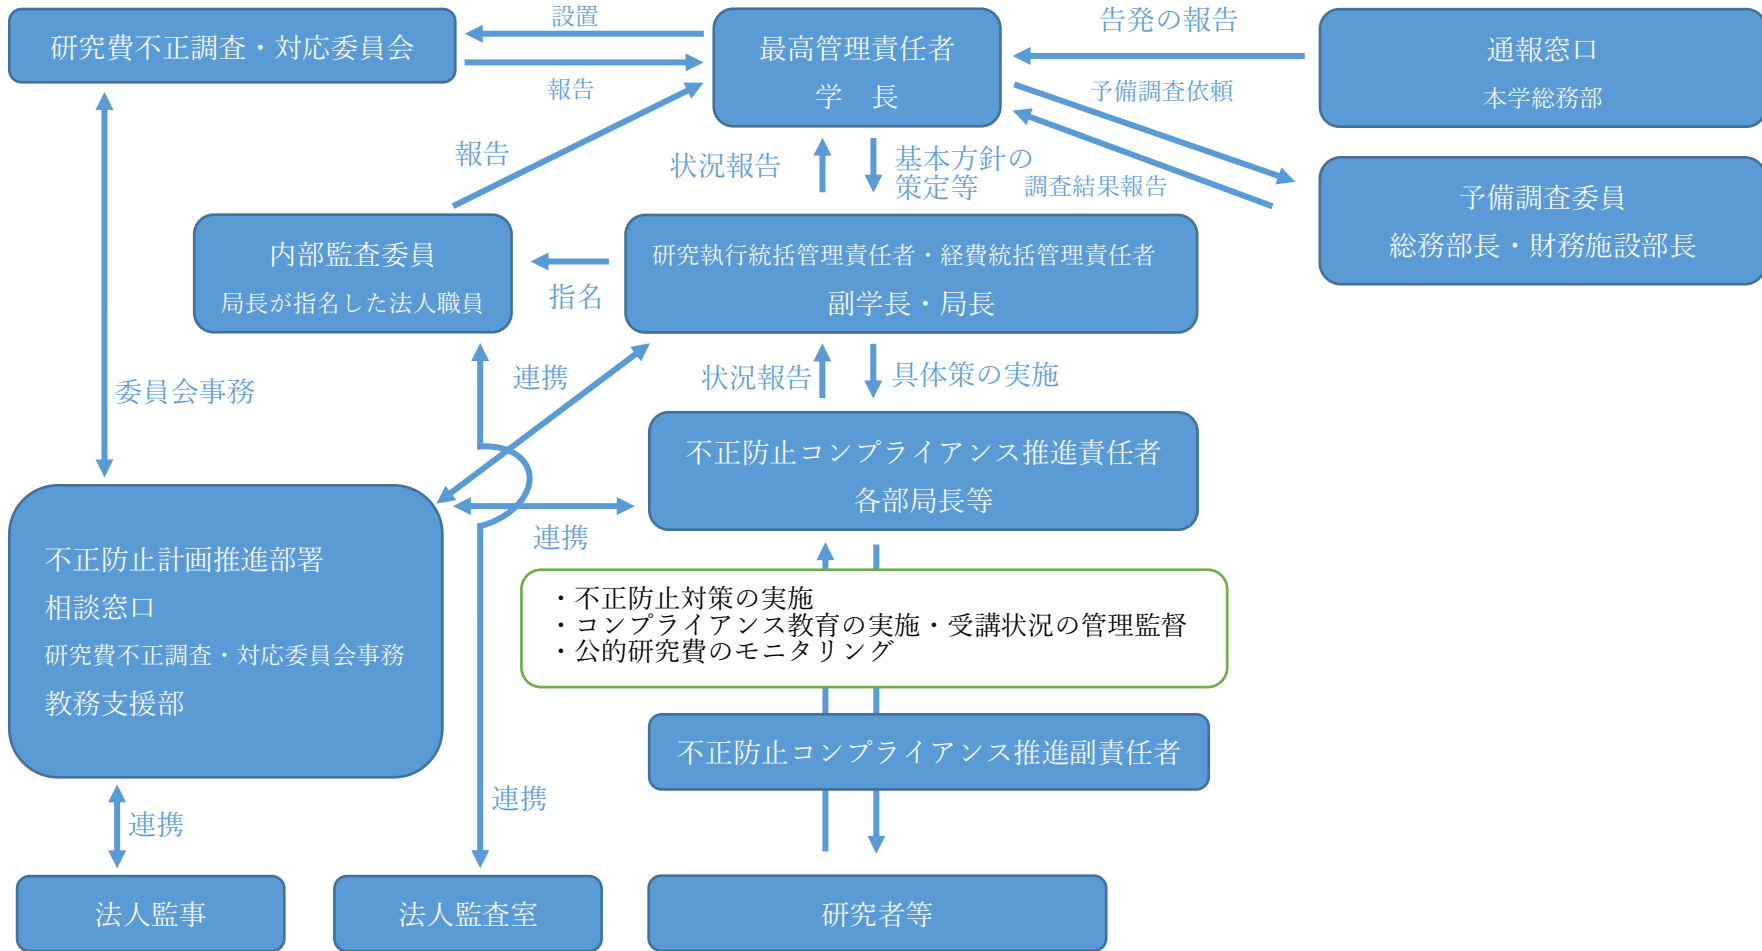 設置
告発の報告
研究費不正調査・対応委員会
最高管理責任者
学　長
通報窓口
本学総務部
報告
予備調査依頼
報告
状況報告
基本方針の
策定等
調査結果報告
予備調査委員
総務部長・財務施設部長
内部監査委員
局長が指名した法人職員
指名
研究執行統括管理責任者・経費統括管理責任者
副学長・局長
委員会事務
連携
状況報告
具体策の実施
不正防止コンプライアンス推進責任者
各部局長等
連携
不正防止計画推進部署
相談窓口
研究費不正調査・対応委員会事務
教務支援部
・不正防止対策の実施
・コンプライアンス教育の実施・受講状況の管理監督
・公的研究費のモニタリング
不正防止コンプライアンス推進副責任者
連携
連携
法人監事
法人監査室
研究者等